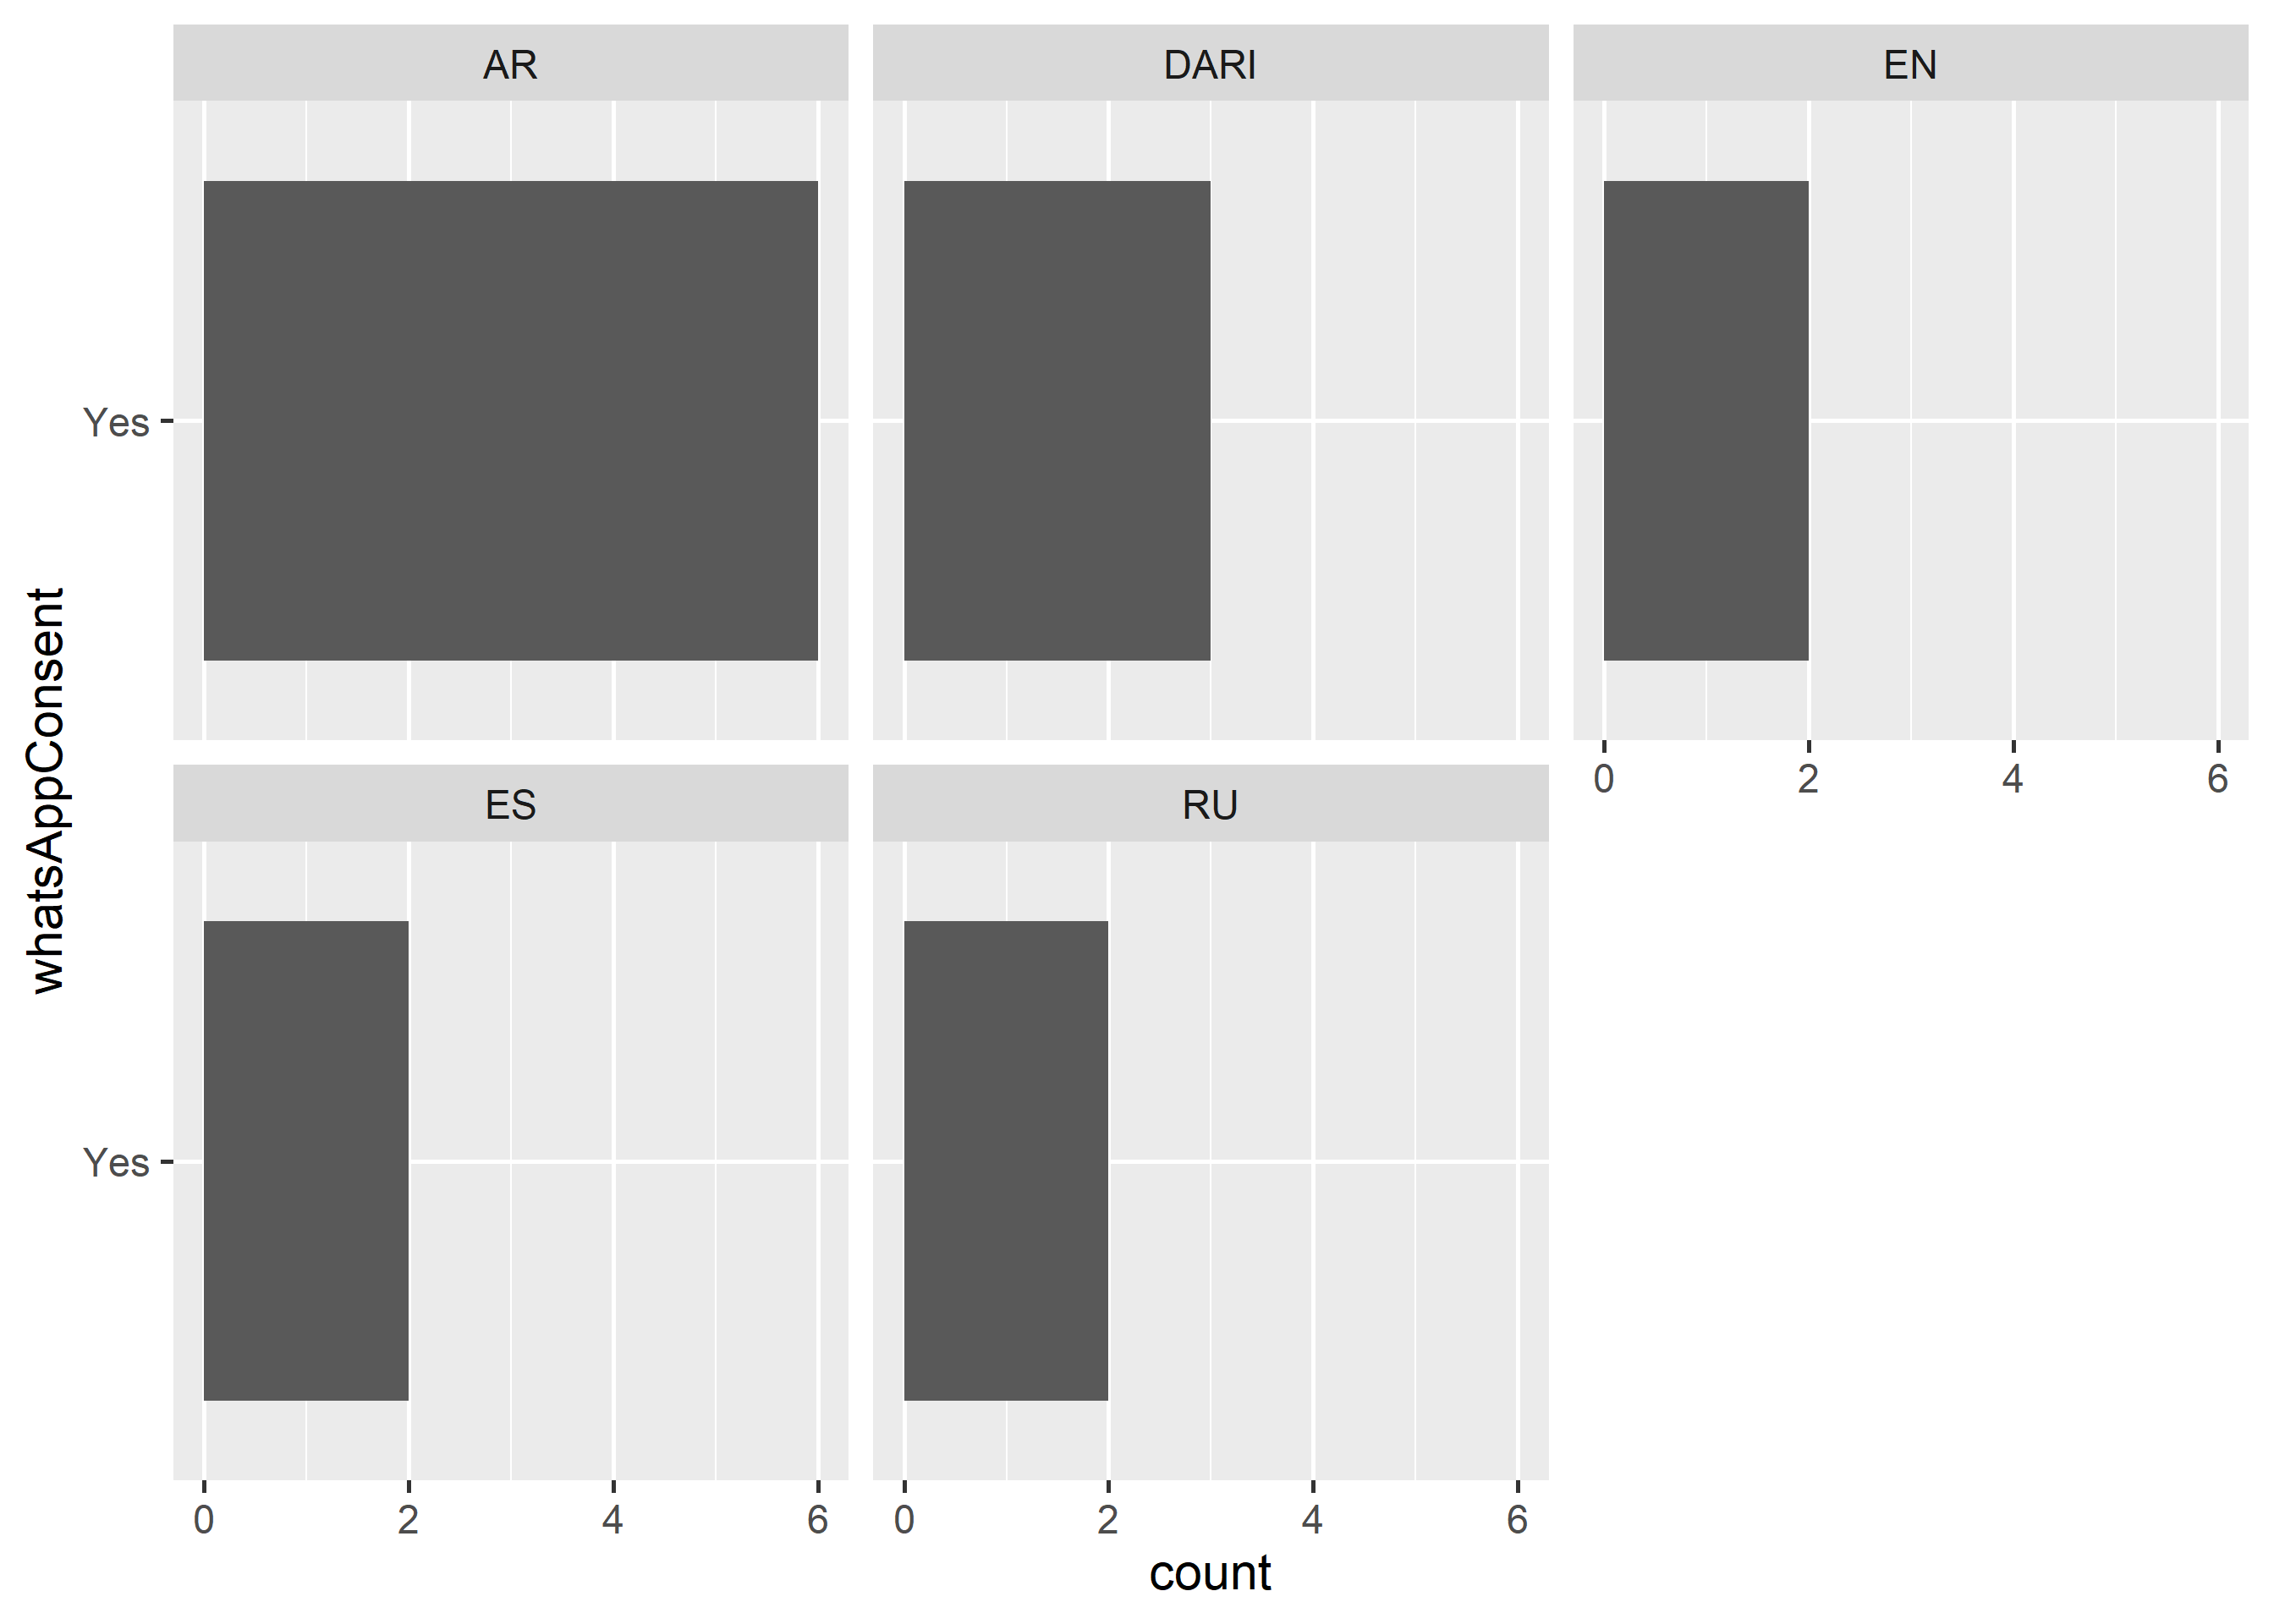 AR
DARI
EN
Yes
0 2 4 6
ES
RU
Yes
0 2 4 6
0 2 4 6
count
whatsAppConsent